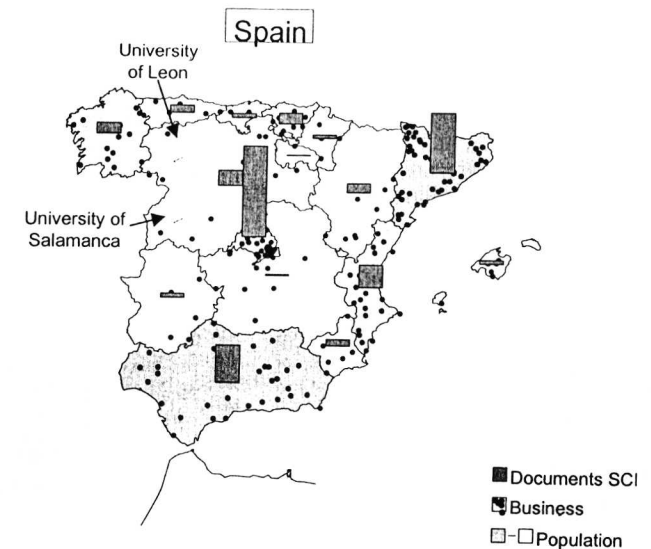 Spain
University
of Leon
University of
Salamanca
Documents SCI
Business
Population